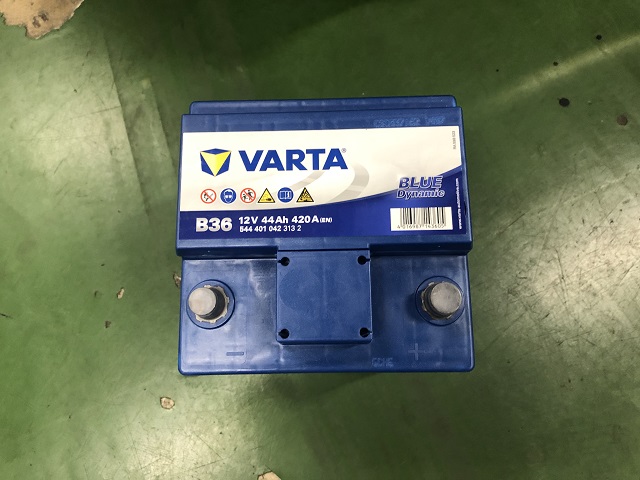 VARTA
BLUE
Dynamic
B36 12V 44Ah 420A (EN)
544 401 042 313 2
- +